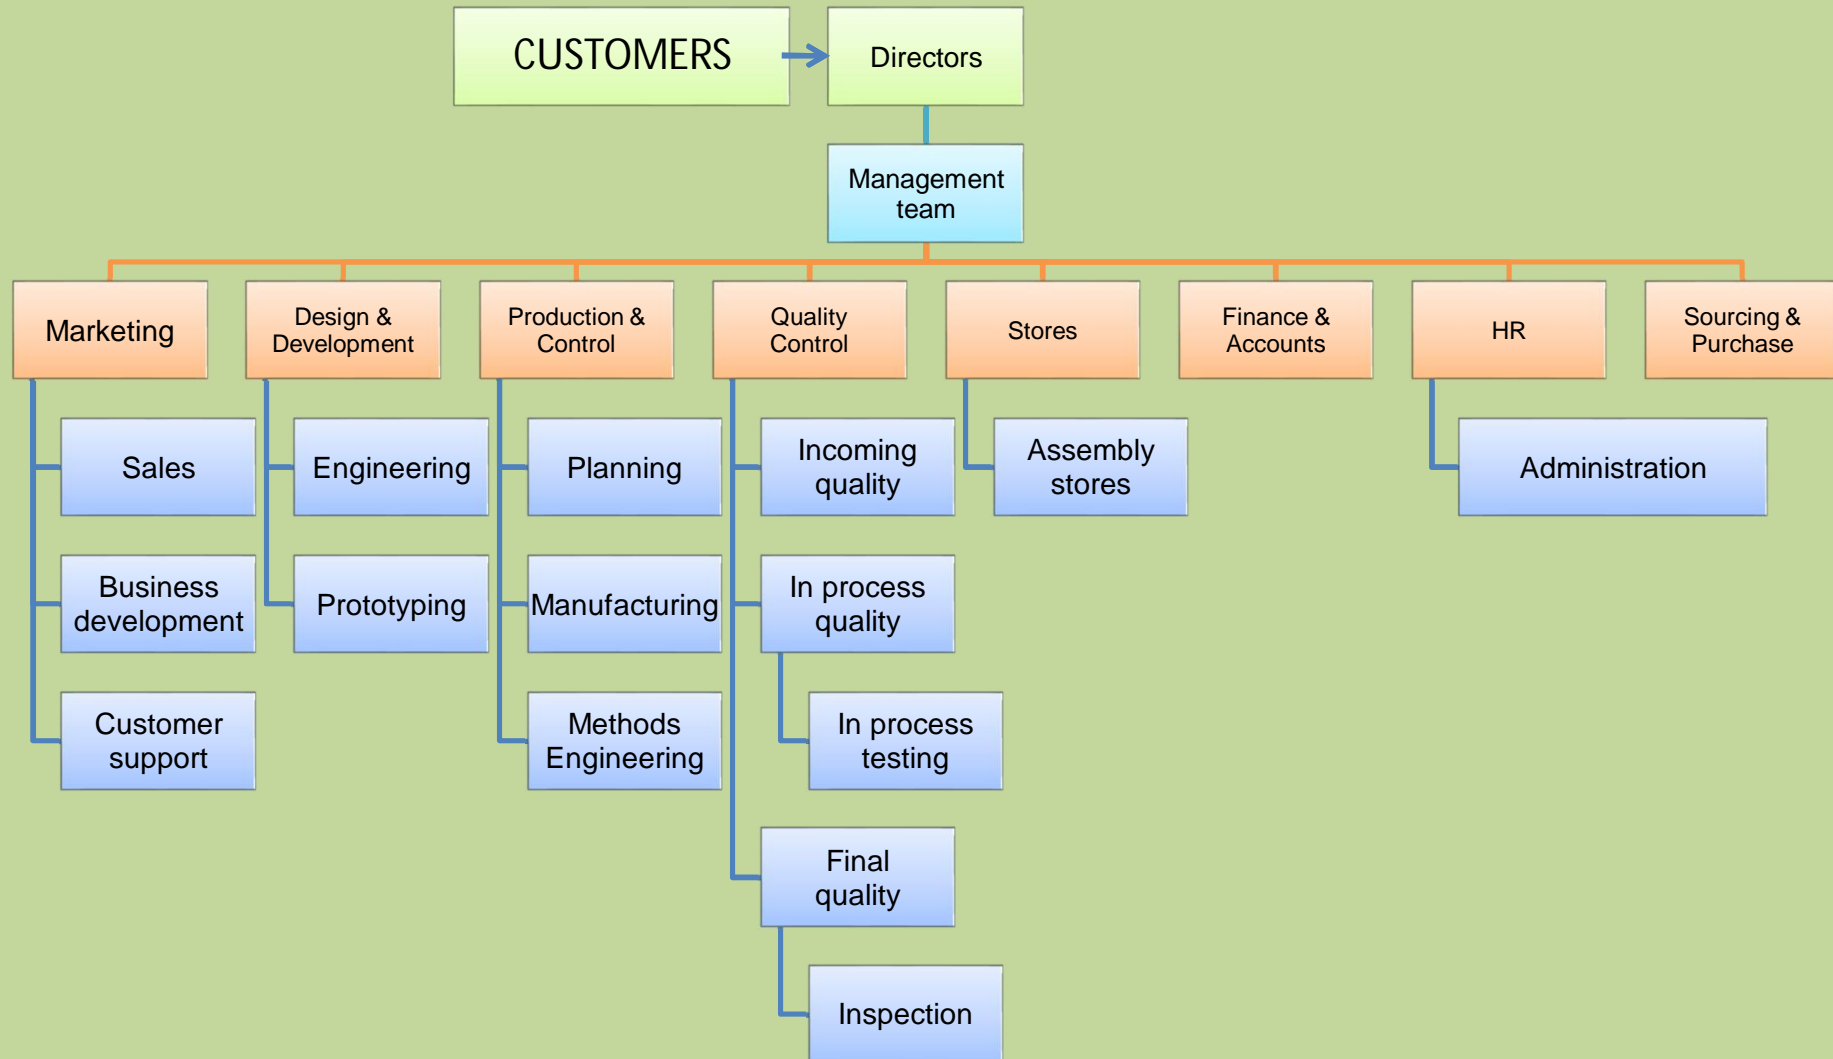 CUSTOMERS
Directors
Management
team
Marketing
Design &
Development
Production &
Control
Quality
Control
Stores
Finance &
Accounts
HR
Sourcing &
Purchase
Sales
Engineering
Planning
Incoming
quality
Assembly
stores
Administration
Business
development
Prototyping
Manufacturing
In process
quality
Customer
support
Methods
Engineering
In process
testing
Final
quality
Inspection